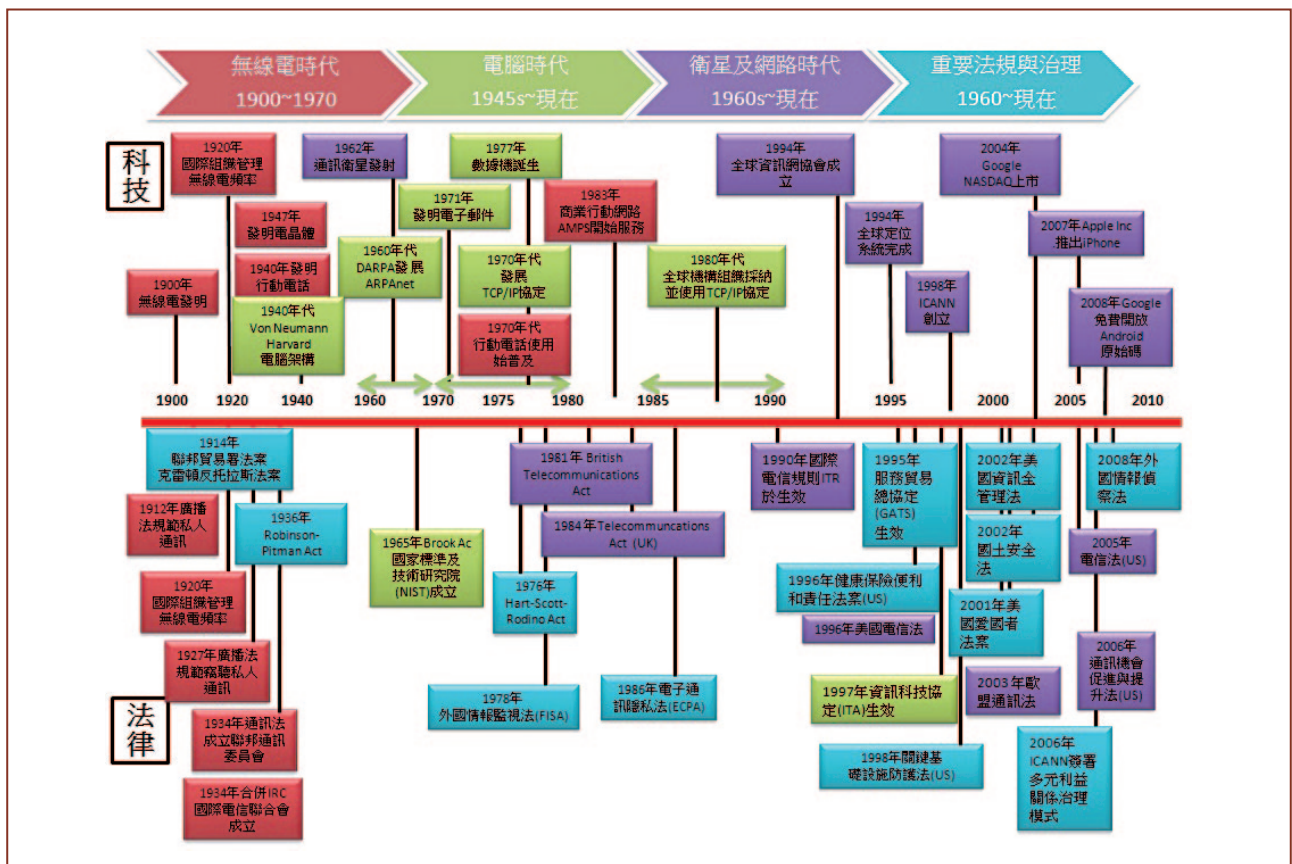 無線電時代
1900~1970
電腦時代
1945s~現在
衛星及網路時代
1960s~現在
重要法規與治理
1960~現在
科技
1920年
國際組織管理
無線電頻率
1962年
通訊衛星發射
1977年
數據機誕生
1994年
全球資訊網協會成
立
2004年
Google
NASDAQ上市
1947年
發明電晶體
1971年
發明電子郵件
1983年
商業行動網路
AMPS開始服務
1994年
全球定位
系統完成
2007年Apple Inc
.推出iPhone
1900年
無線電發明
1940年發明
行動電話
1960年代
DARPA發展
ARPAnet
1970年代
發展
TCP/IP協定
1980年代
全球機構組織採納
並使用TCP/IP協定
1998年
ICANN
創立
2008年Google
免費開放
Android
原始碼
1940年代
Von Neumann
Harvard
電腦架構
1970年代
行動電話使用
始普及
1900
1920
1940
1960
1970
1975
1980
1985
1990
1995
2000
2005
2010
1914年
聯邦貿易署法案
克雷頓反托拉斯法案
1981年 British
Telecommunications
Act
1990年國際
電信規則ITR
於生效
1995年
服務貿易
總協定
(GATS)
生效
2002年美
國資訊全
管理法
2008年外
國情報偵
察法
1912年廣播
法規範私人
通訊
1936年
Robinson-
Pitman Act
1965年Brook Ac
國家標準及
技術研究院
(NIST)成立
1984年Telecommuncations
Act (UK)
2002年
國土安全
法
2005年
電信法(US)
1920年
國際組織管理
無線電頻率
1976年
Hart-Scott-
Rodino Act
1996年健康保險便利
和責任法案(US)
1996年美國電信法
2001年美
國愛國者
法案
1927年廣播法
規範竊聽私人
通訊
2006年
通訊機會
促進與提
升法(US)
法律
1978年
外國情報監視法(FISA)
1986年電子通
訊隱私法(ECPA)
1997年資訊科技協
定(ITA)生效
2003年歐
盟通訊法
1934年通訊法
成立聯邦通訊
委員會
1998年關鍵基
礎設施防護法(US)
2006年
ICANN簽署
多元利益
關係治理
模式
1934年合併IRC
國際電信聯合會
成立